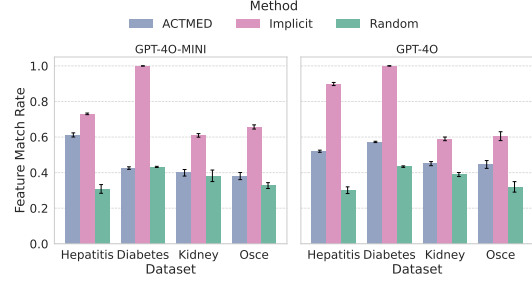 Method
ACTMED Implicit Random
GPT-4O-MINI
GPT-4O
Feature Match Rate
1.0
0.8
0.6
0.4
0.2
0.0
Hepatitis Diabetes Kidney Osce
Hepatitis Diabetes Kidney Osce
Dataset
Dataset